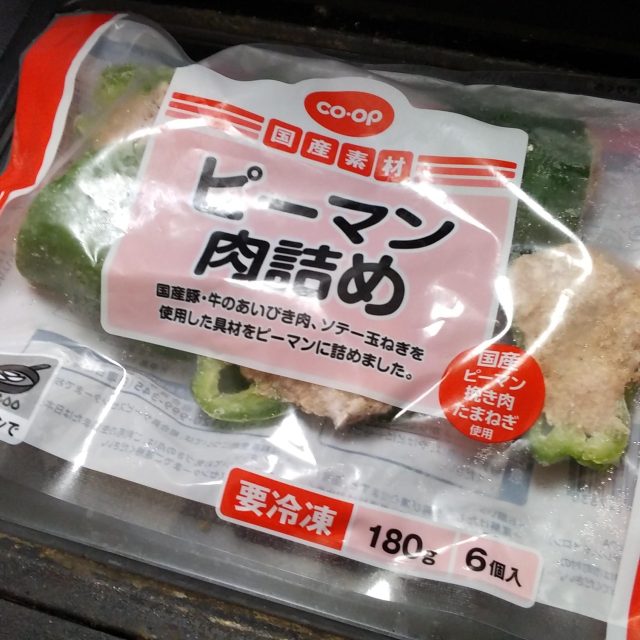 co-op
国産素材
ピーマン
肉詰め
国産豚・牛のあいびき肉、ソテー玉ねぎを
使用した具材をピーマンに詰めました。
国産
ピーマン
挽き肉
たまねぎ
使用
要冷凍 180g 6個入